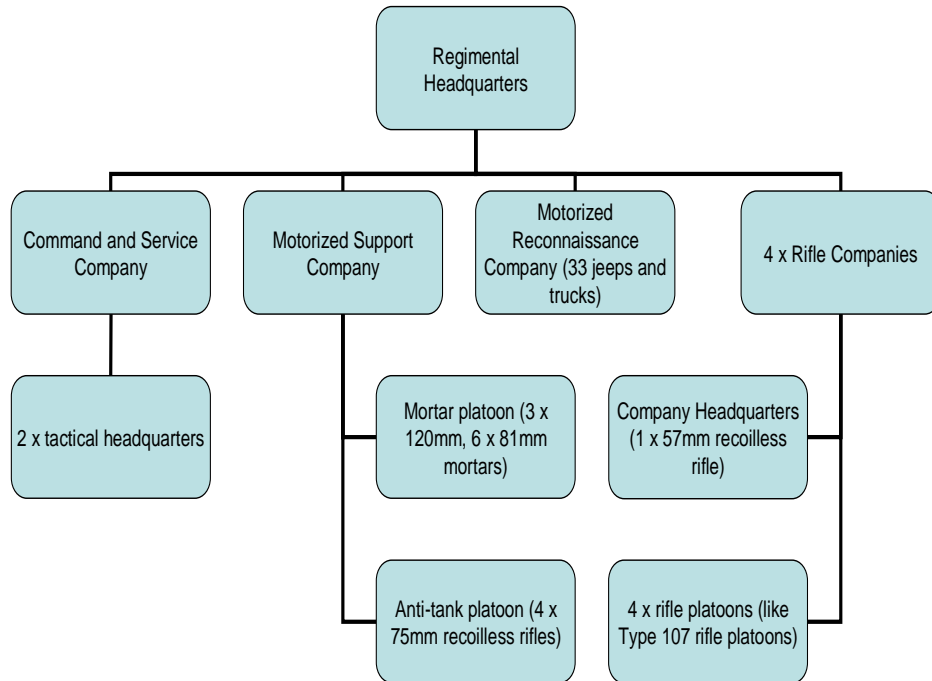 Regimental
Headquarters
Command and Service
Company
Motorized Support
Company
Motorized
Reconnaissance
Company (33 jeeps and
trucks)
4 x Rifle Companies
2 x tactical headquarters
Mortar platoon (3 x
120mm, 6 x 81mm
mortars)
Company Headquarters
(1 x 57mm recoilless
rifle)
Anti-tank platoon (4 x
75mm recoilless rifles)
4 x rifle platoons (like
Type 107 rifle platoons)